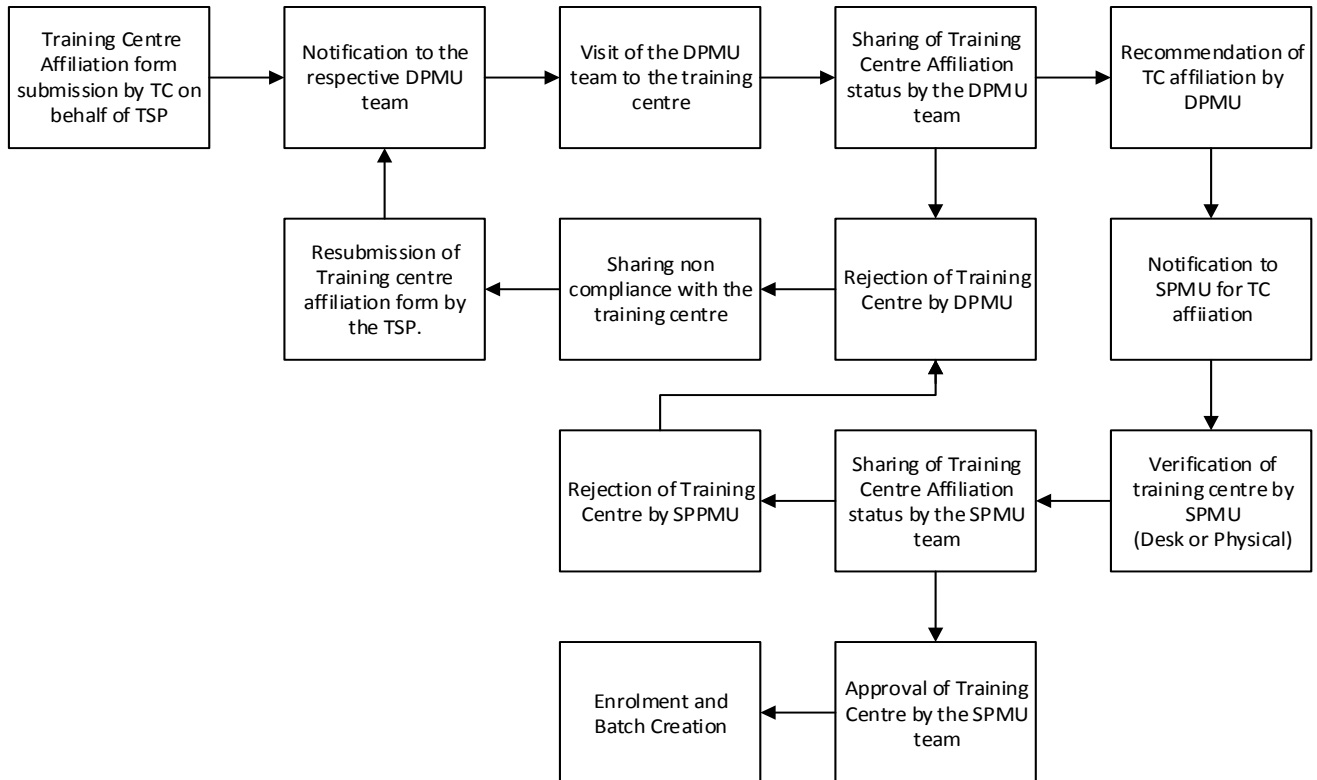 Training Centre
Affiliation form
submission by TC on
behalf of TSP
Notification to the
respective DPMU
team
Visit of the DPMU
team to the training
centre
Sharing of Training
Centre Affiliation
status by the DPMU
team
Recommendation of
TC affiliation by
DPMU
Resubmission of
Training centre
affiliation form by
the TSP.
Sharing non
compliance with the
training centre
Rejection of Training
Centre by DPMU
Notification to
SPMU for TC
affiiation
Rejection of Training
Centre by SPPMU
Sharing of Training
Centre Affiliation
status by the SPMU
team
Verification of
training centre by
SPMU
(Desk or Physical)
Enrolment and
Batch Creation
Approval of Training
Centre by the SPMU
team